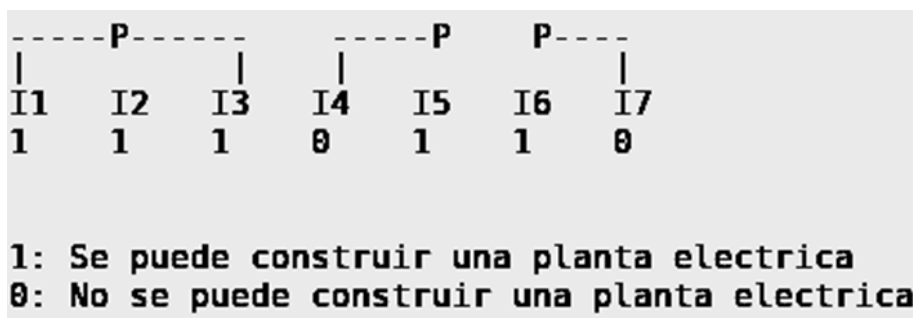 -----P------    -----P    P----
|          |    |             |
I1   I2   I3   I4   I5   I6   I7
1    1    1    0    1    1    0
1: Se puede construir una planta electrica
0: No se puede construir una planta electrica